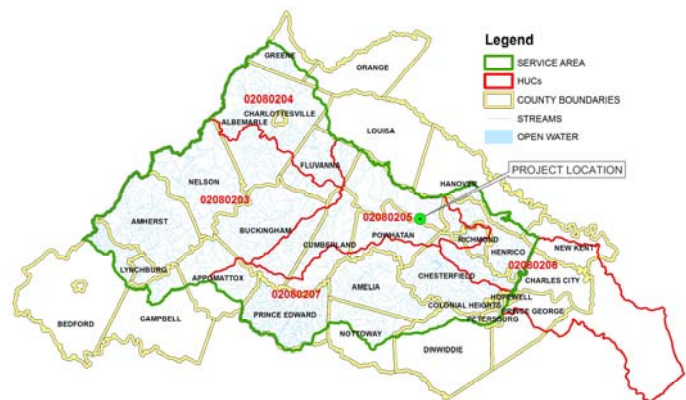 GREENE
ORANGE
Legend
SERVICE AREA
HUCs
COUNTY BOUNDARIES
STREAMS
OPEN WATER
02080204
CHARLOTTESVILLE
ALBEMARLE
LOUISA
FLUVANNA
PROJECT LOCATION
NELSON
HANOVER
02080203
AMHERST
02080205
BUCKINGHAM
POWHATAN
RICHMOND
CUMBERLAND
HENRICO
NEW KENT
LYNCHBURG
APPOMATTOX
CHESTERFIELD
02080206
CHARLES CITY
AMELIA
02080207
HOPEWELL
COLONIAL HEIGHTS
PRINCE GEORGE
BEDFORD
CAMPBELL
PRINCE EDWARD
PETERSBURG
NOTTOWAY
DINWIDDIE